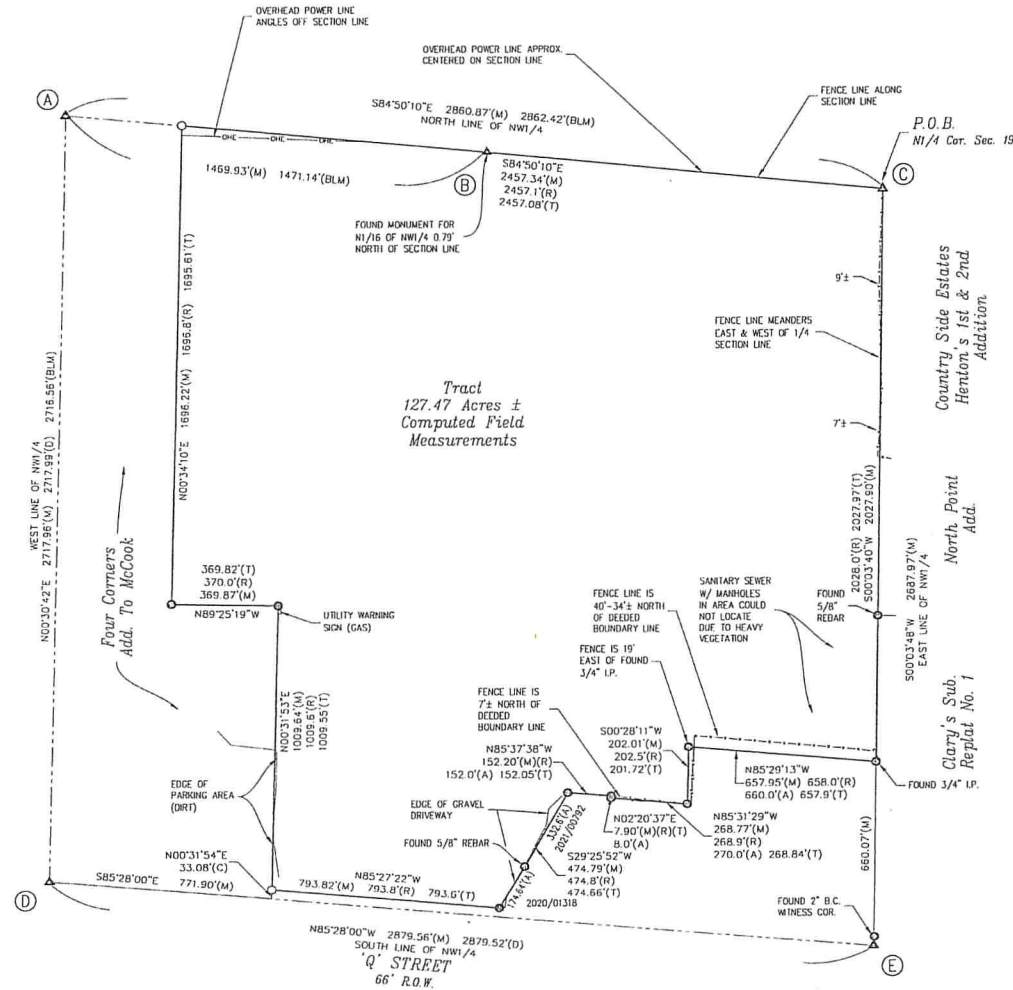 OVERHEAD POWER LINE
ANGLES OFF SECTION LINE
OVERHEAD POWER LINE APPROX.
CENTERED ON SECTION LINE
FENCE LINE ALONG
SECTION LINE
P.O.B.
N1/4 Cor. Sec. 19
A
S84°50'10"E 2860.87'(M) 2862.42'(BLM)
NORTH LINE OF NW1/4
OHE OHE OHE
1469.93'(M) 1471.14'(BLM)
B
S84°50'10"E
2457.34'(M)
2457.1'(R)
2457.08'(T)
C
FOUND MONUMENT FOR
N1/16 OF NW1/4 0.79'
NORTH OF SECTION LINE
WEST LINE OF NW1/4
N00°30'42"E 2717.96'(M) 2717.99'(D) 2716.56'(BLM)
N00°34'10"E 1696.22'(M) 1696.8'(R) 1695.61'(T)
9'±
FENCE LINE MEANDERS
EAST & WEST OF 1/4
SECTION LINE
7'±
Country Side Estates
Henton's 1st & 2nd
Addition
Tract
127.47 Acres ±
Computed Field
Measurements
North Point
Add.
2028.0'(R) 2027.97'(T)
S00°03'40"W 2027.90'(M)
S00°03'48"W 2687.97'(M)
EAST LINE OF NW1/4
Four Corners
Add. To McCook
369.82'(T)
370.0'(R)
369.87'(M)
N89°25'19"W
UTILITY WARNING
SIGN (GAS)
FENCE LINE IS
40'-34'± NORTH
OF DEEDED
BOUNDARY LINE
SANITARY SEWER
W/ MANHOLES
IN AREA COULD
NOT LOCATE
DUE TO HEAVY
VEGETATION
FOUND
5/8"
REBAR
FENCE IS 19'
EAST OF FOUND
3/4" I.P.
Clary's Sub.
Replat No. 1
N00°31'53"E
1009.64'(M)
1009.6'(R)
1009.55'(T)
FENCE LINE IS
7'± NORTH OF
DEEDED
BOUNDARY LINE
S00°28'11"W
202.01'(M)
202.5'(R)
201.72'(T)
N85°29'13"W
657.95'(M) 658.0'(R)
660.0'(A) 657.9'(T)
FOUND 3/4" I.P.
N85°37'38"W
152.20'(M)(R)
152.0'(A) 152.05'(T)
EDGE OF
PARKING AREA
(DIRT)
EDGE OF GRAVEL
DRIVEWAY
332.6'(A)
2021/00792
N02°20'37"E
7.90'(M)(R)(T)
8.0'(A)
N85°31'29"W
268.77'(M)
268.9'(R)
270.0'(A) 268.84'(T)
FOUND 5/8" REBAR
S29°25'52"W
474.79'(M)
474.8'(R)
474.66'(T)
660.07'(M)
N00°31'54"E
33.08'(C)
N85°27'22"W
793.82'(M) 793.8'(R) 793.6'(T)
174.64'(A)
2020/01318
FOUND 2" B.C.
WITNESS COR.
D
S85°28'00"E 771.90'(M)
N85°28'00"W 2879.56'(M) 2879.52'(D)
SOUTH LINE OF NW1/4
'Q' STREET
66' R.O.W.
E